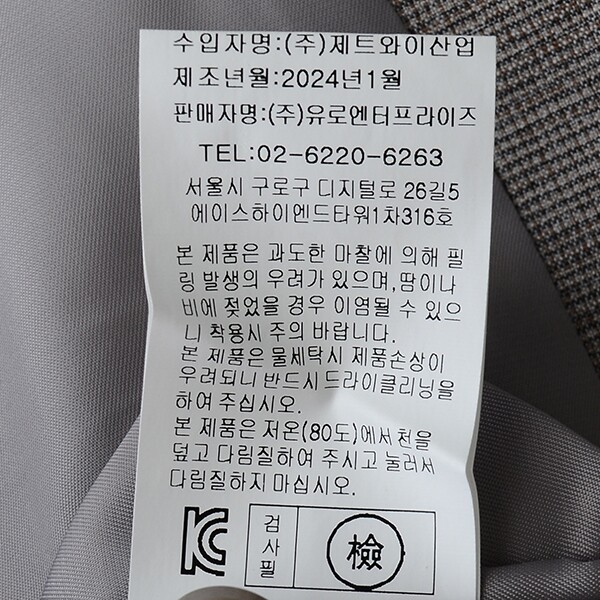 수입자명:(주)제트와이산업
제조년월:2024년1월
판매자명:(주)유로엔터프라이즈
TEL:02-6220-6263
서울시 구로구 디지털로 26길5
에이스하이엔드타워1차316호
본 제품은 과도한 마찰에 의해 필
링 발생의 우려가 있으며,땀이나
비에 젖었을 경우 이염될 수 있으
니 착용시 주의 바랍니다.
본 제품은 물세탁시 제품손상이
우려되니 반드시드라이클리닝을
하여 주십시오.
본 제품은 저온(80도)에서천을
덮고 다림질하여 주시고 눌러서
다림질하지 마십시오.
KC
검사필
檢